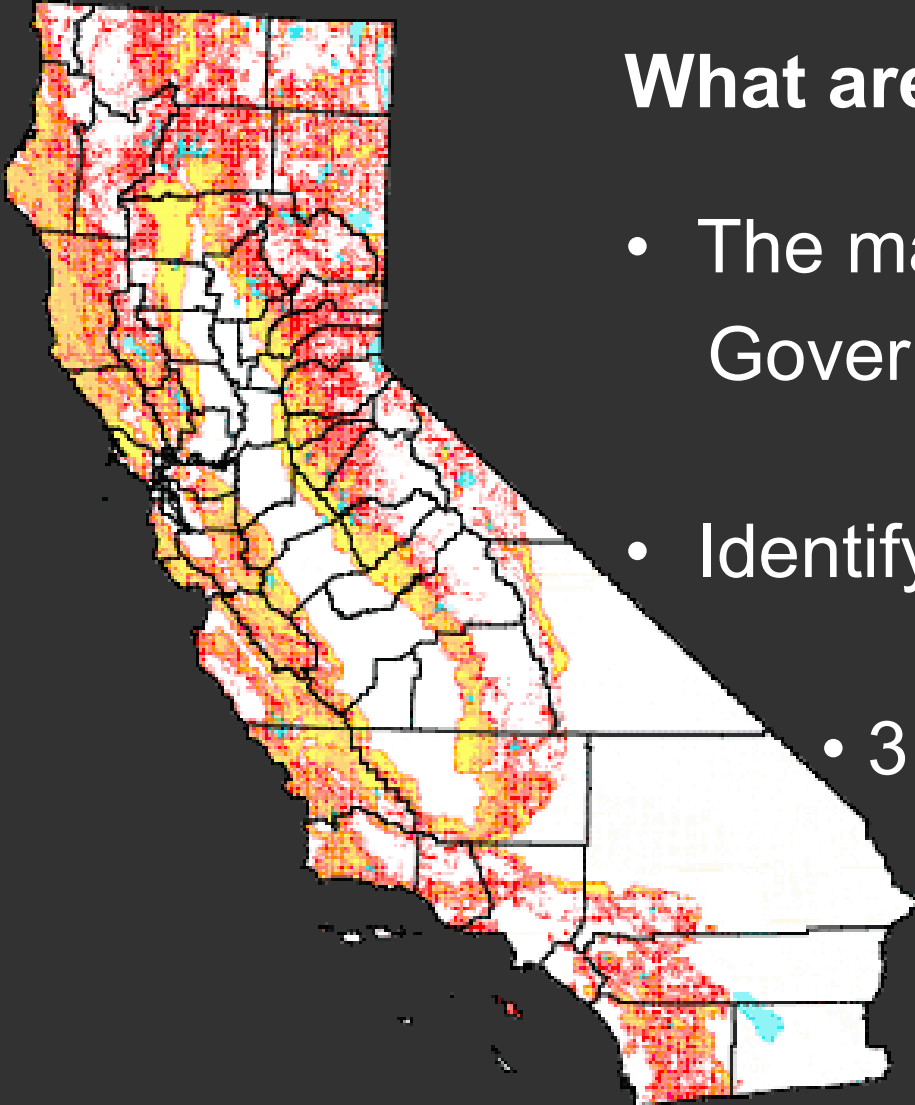 What are
• The ma
Gover
• Identify
• 3